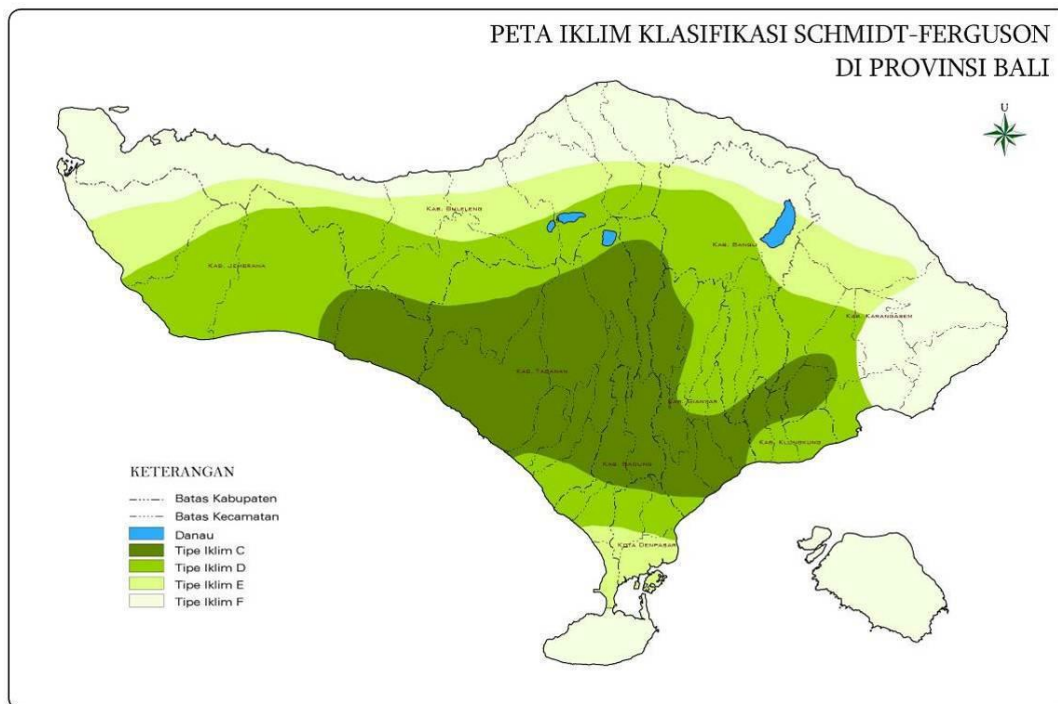 PETA IKLIM KLASIFIKASI SCHMIDT-FERGUSON
DI PROVINSI BALI
U
KAB. BULELENG
KAB. BANGLI
KAB. JEMBRANA
KAB. KARANGASEM
KAB. TABANAN
KAB. GIANYAR
KAB. KLUNGKUNG
KAB. BADUNG
KOTA DENPASAR
KETERANGAN
Batas Kabupaten
Batas Kecamatan
Danau
Tipe Iklim C
Tipe Iklim D
Tipe Iklim E
Tipe Iklim F